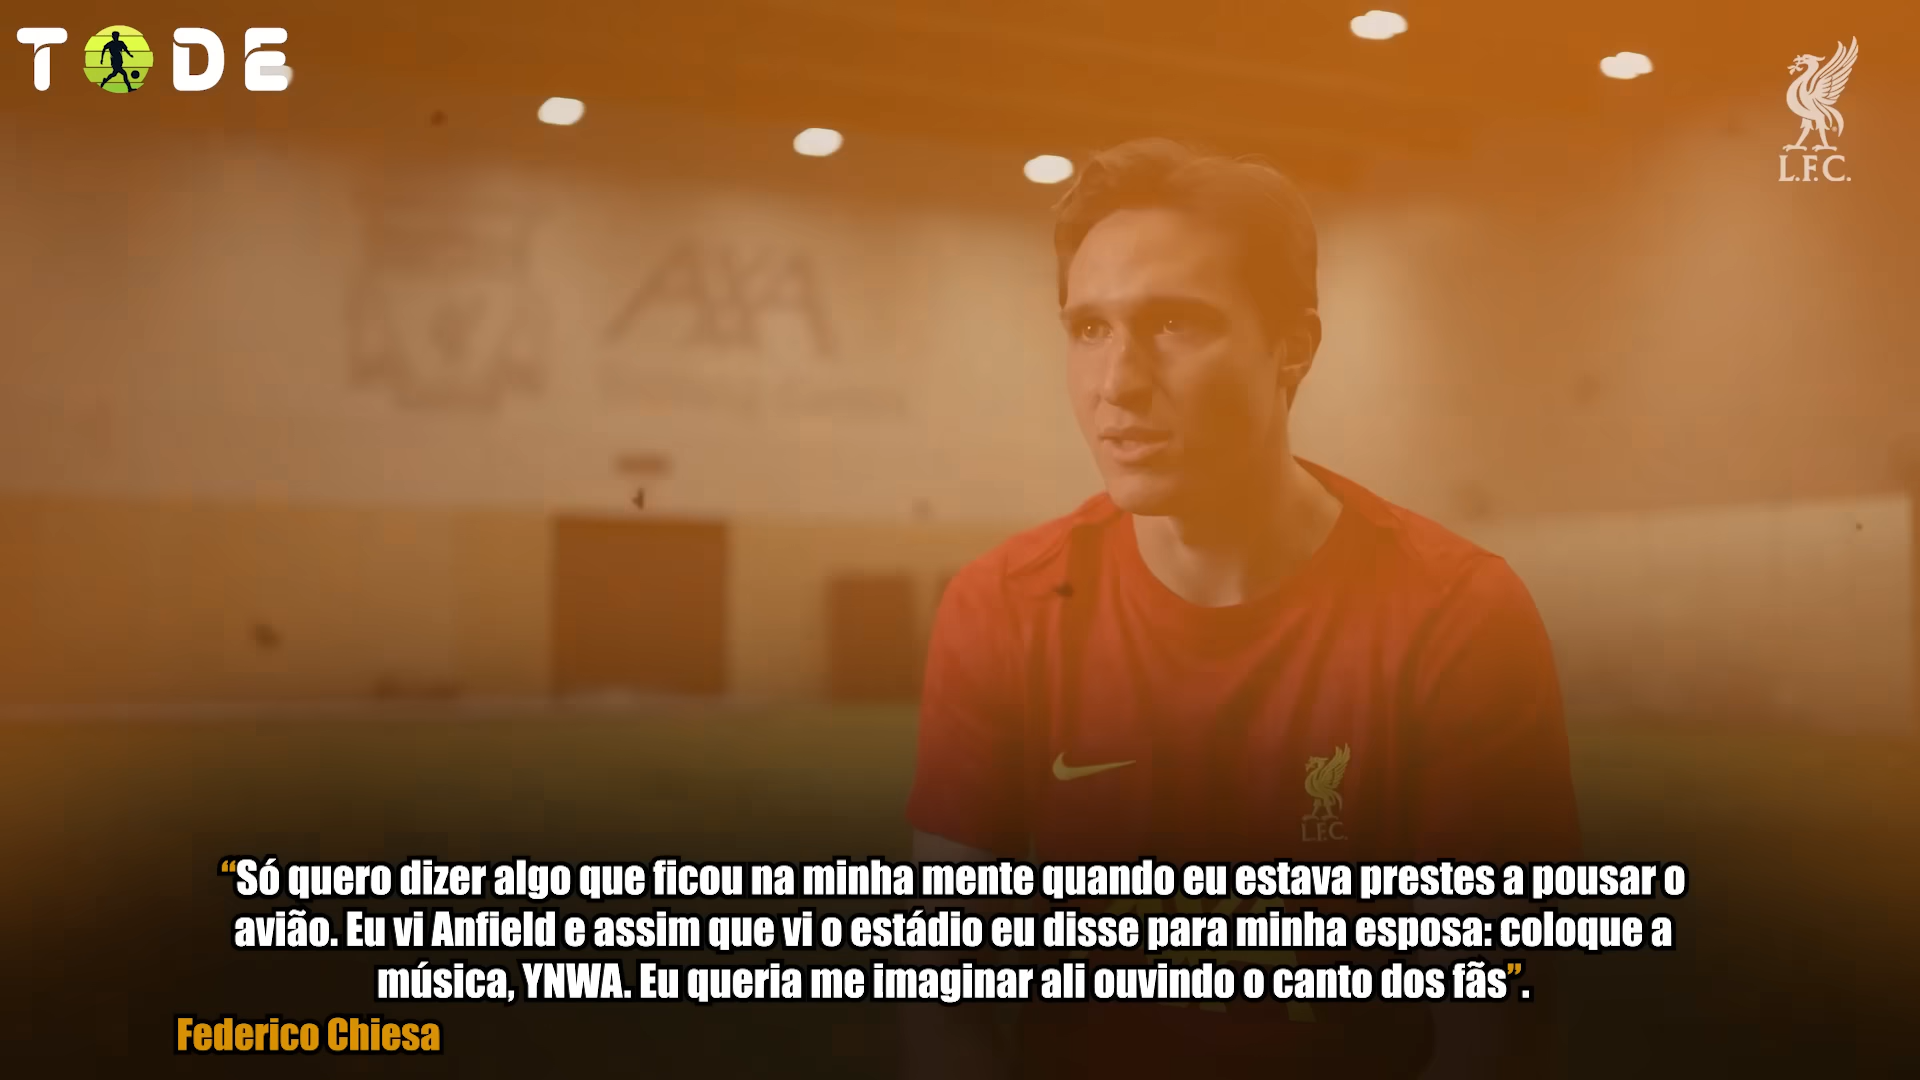 TODE
L.F.C.
AXA
L.F.C.
“Só quero dizer algo que ficou na minha mente quando eu estava prestes a pousar o
avião. Eu vi Anfield e assim que vi o estádio eu disse para minha esposa: coloque a
música, YNWA. Eu queria me imaginar ali ouvindo o canto dos fãs”.
Federico Chiesa